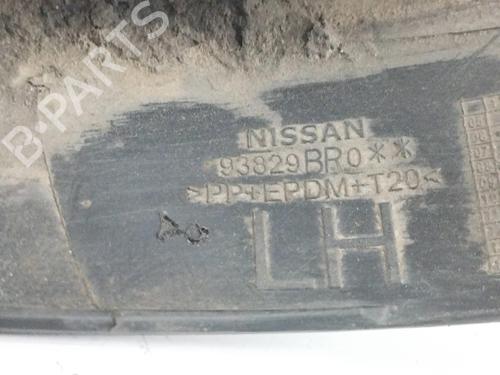 B-PARTS
NISSAN
93829BR0**
>PP+EPDM+T20<
LH